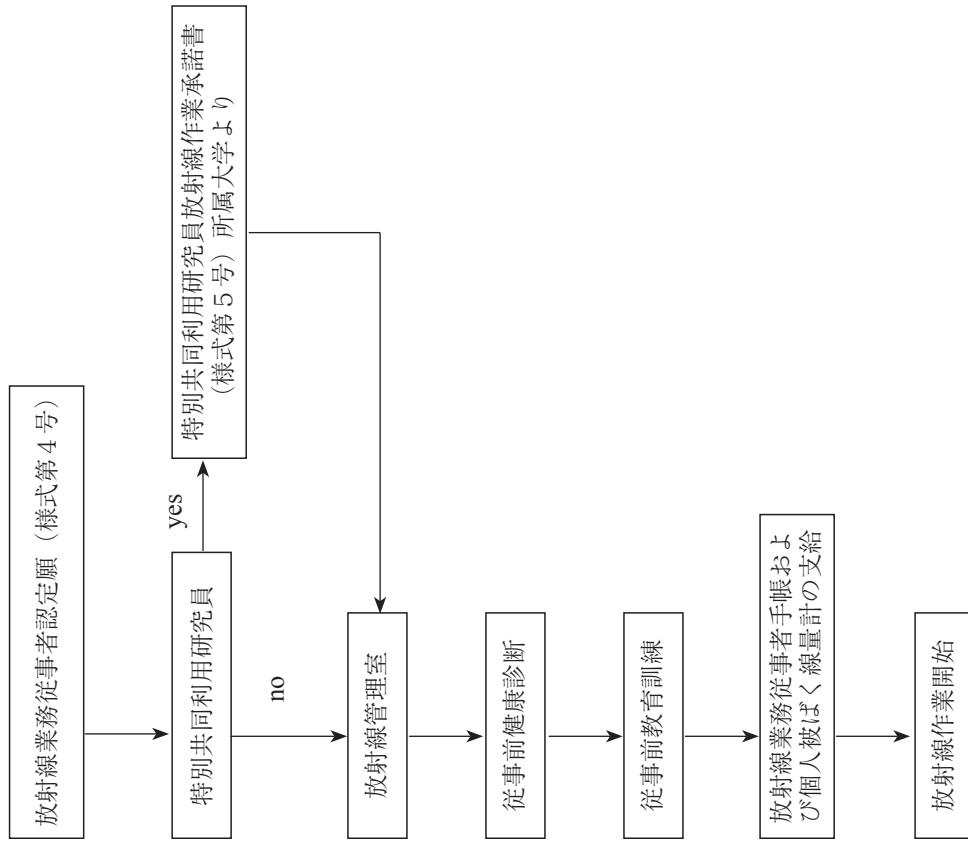 放射線業務従事者認定願（様式第４号）
特別共同利用研究員
yes
特別共同利用研究員放射線作業承諾書
（様式第５号）所属大学より
no
放射線管理室
従事前健康診断
従事前教育訓練
放射線業務従事者手帳およ
び個人被ばく線量計の支給
放射線作業開始